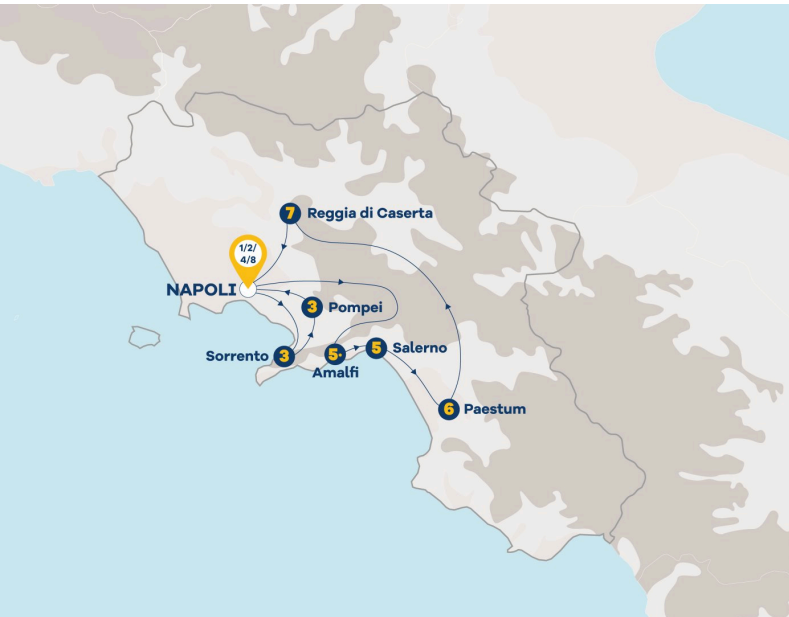 7 Reggia di Caserta
1/2/
4/8
NAPOLI
3 Pompei
Sorrento 3
5• 5 Salerno
Amalfi
6 Paestum